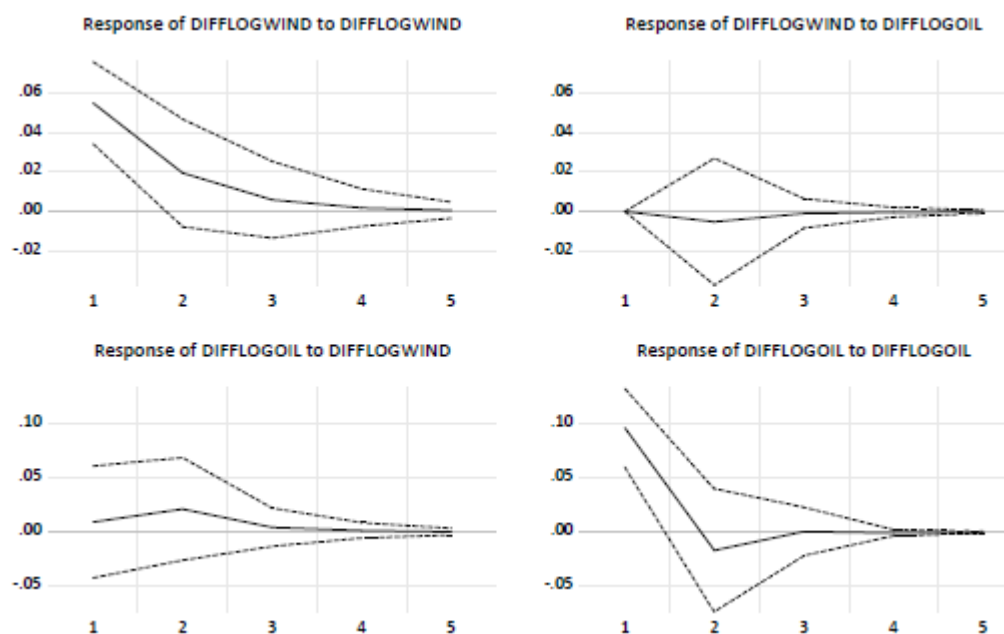 Response of DIFFLOGWIND to DIFFLOGWIND
.06
.04
.02
.00
-.02
1 2 3 4 5
Response of DIFFLOGWIND to DIFFLOGOIL
.06
.04
.02
.00
-.02
1 2 3 4 5
Response of DIFFLOGOIL to DIFFLOGWIND
.10
.05
.00
-.05
1 2 3 4 5
Response of DIFFLOGOIL to DIFFLOGOIL
.10
.05
.00
-.05
1 2 3 4 5